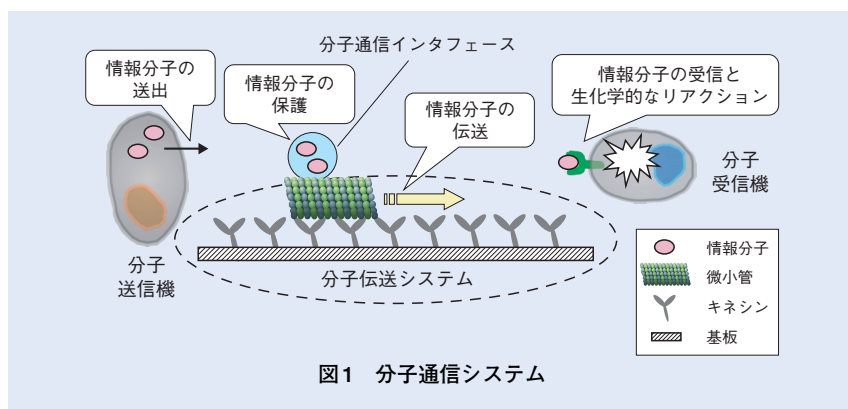 分子通信インタフェース
情報分子の
送出
情報分子の
保護
情報分子の
伝送
情報分子の受信と
生化学的なリアクション
分子
送信機
分子伝送システム
分子
受信機
情報分子
微小管
キネシン
基板
図1 分子通信システム